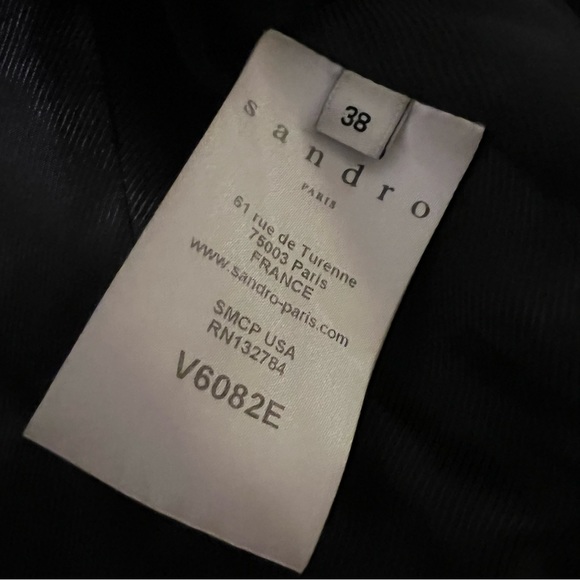 38
sandro
PARIS
61 rue de Turenne
75003 Paris
FRANCE
www.sandro-paris.com
SMCP USA
RN132784
V6082E